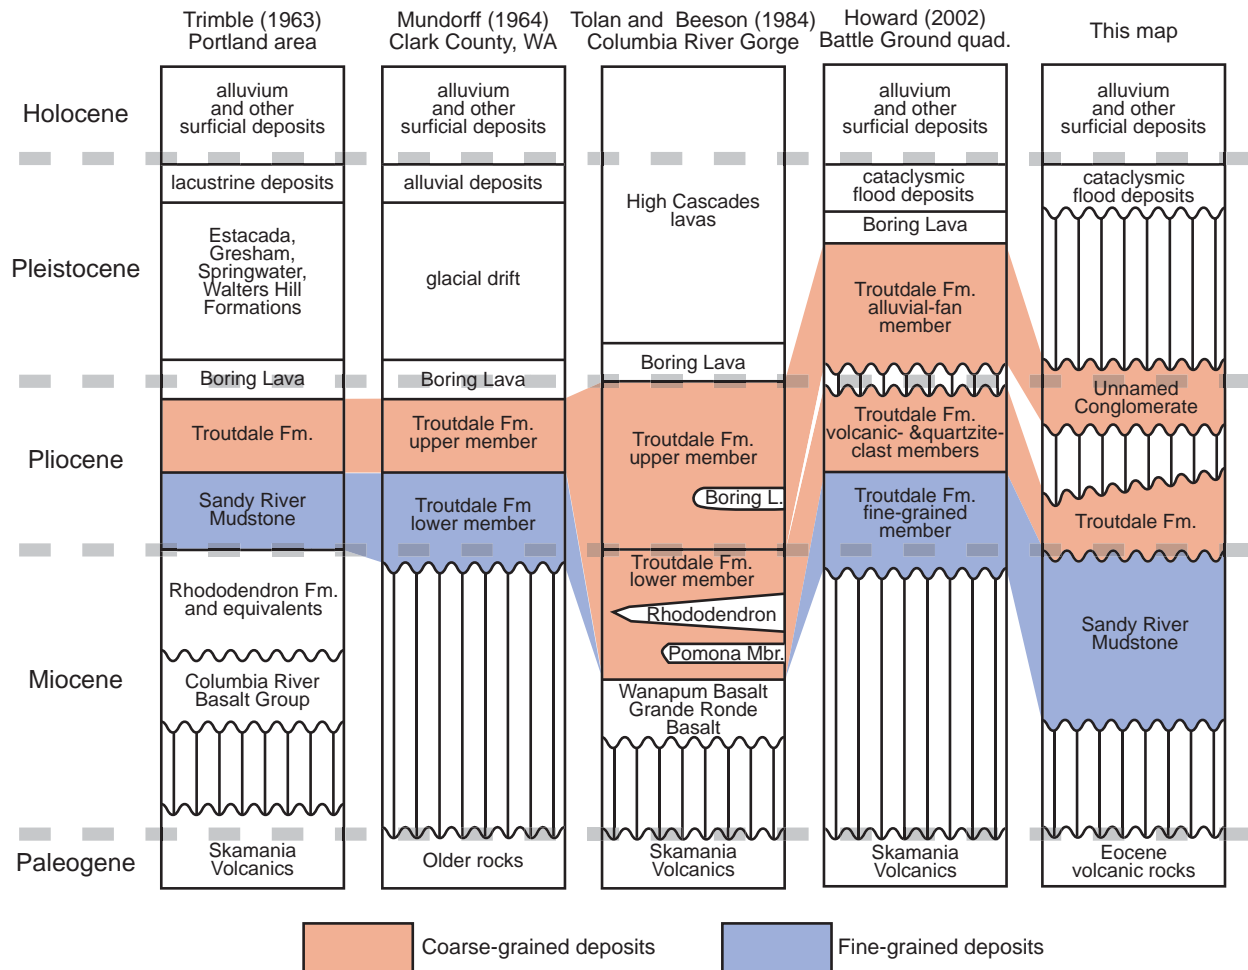 Trimble (1963)
Portland area
Mundorff (1964)
Clark County, WA
Tolan and Beeson (1984)
Columbia River Gorge
Howard (2002)
Battle Ground quad.
This map
Holocene
Pleistocene
Pliocene
Miocene
Paleogene
alluvium
and other
surficial deposits
lacustrine deposits
Estacada,
Gresham,
Springwater,
Walters Hill
Formations
Boring Lava
Troutdale Fm.
Sandy River
Mudstone
Rhododendron Fm.
and equivalents
Columbia River
Basalt Group
Skamania
Volcanics
alluvium
and other
surficial deposits
alluvial deposits
glacial drift
Boring Lava
Troutdale Fm.
upper member
Troutdale Fm
lower member
Older rocks
High Cascades
lavas
Boring Lava
Troutdale Fm.
upper member
Boring L.
Troutdale Fm.
lower member
Rhododendron
Pomona Mbr.
Wanapum Basalt
Grande Ronde
Basalt
Skamania
Volcanics
alluvium
and other
surficial deposits
cataclysmic
flood deposits
Boring Lava
Troutdale Fm.
alluvial-fan
member
Troutdale Fm.
volcanic- &quartzite-
clast members
Troutdale Fm.
fine-grained
member
Skamania
Volcanics
alluvium
and other
surficial deposits
cataclysmic
flood deposits
Unnamed
Conglomerate
Troutdale Fm.
Sandy River
Mudstone
Eocene
volcanic rocks
Coarse-grained deposits
Fine-grained deposits